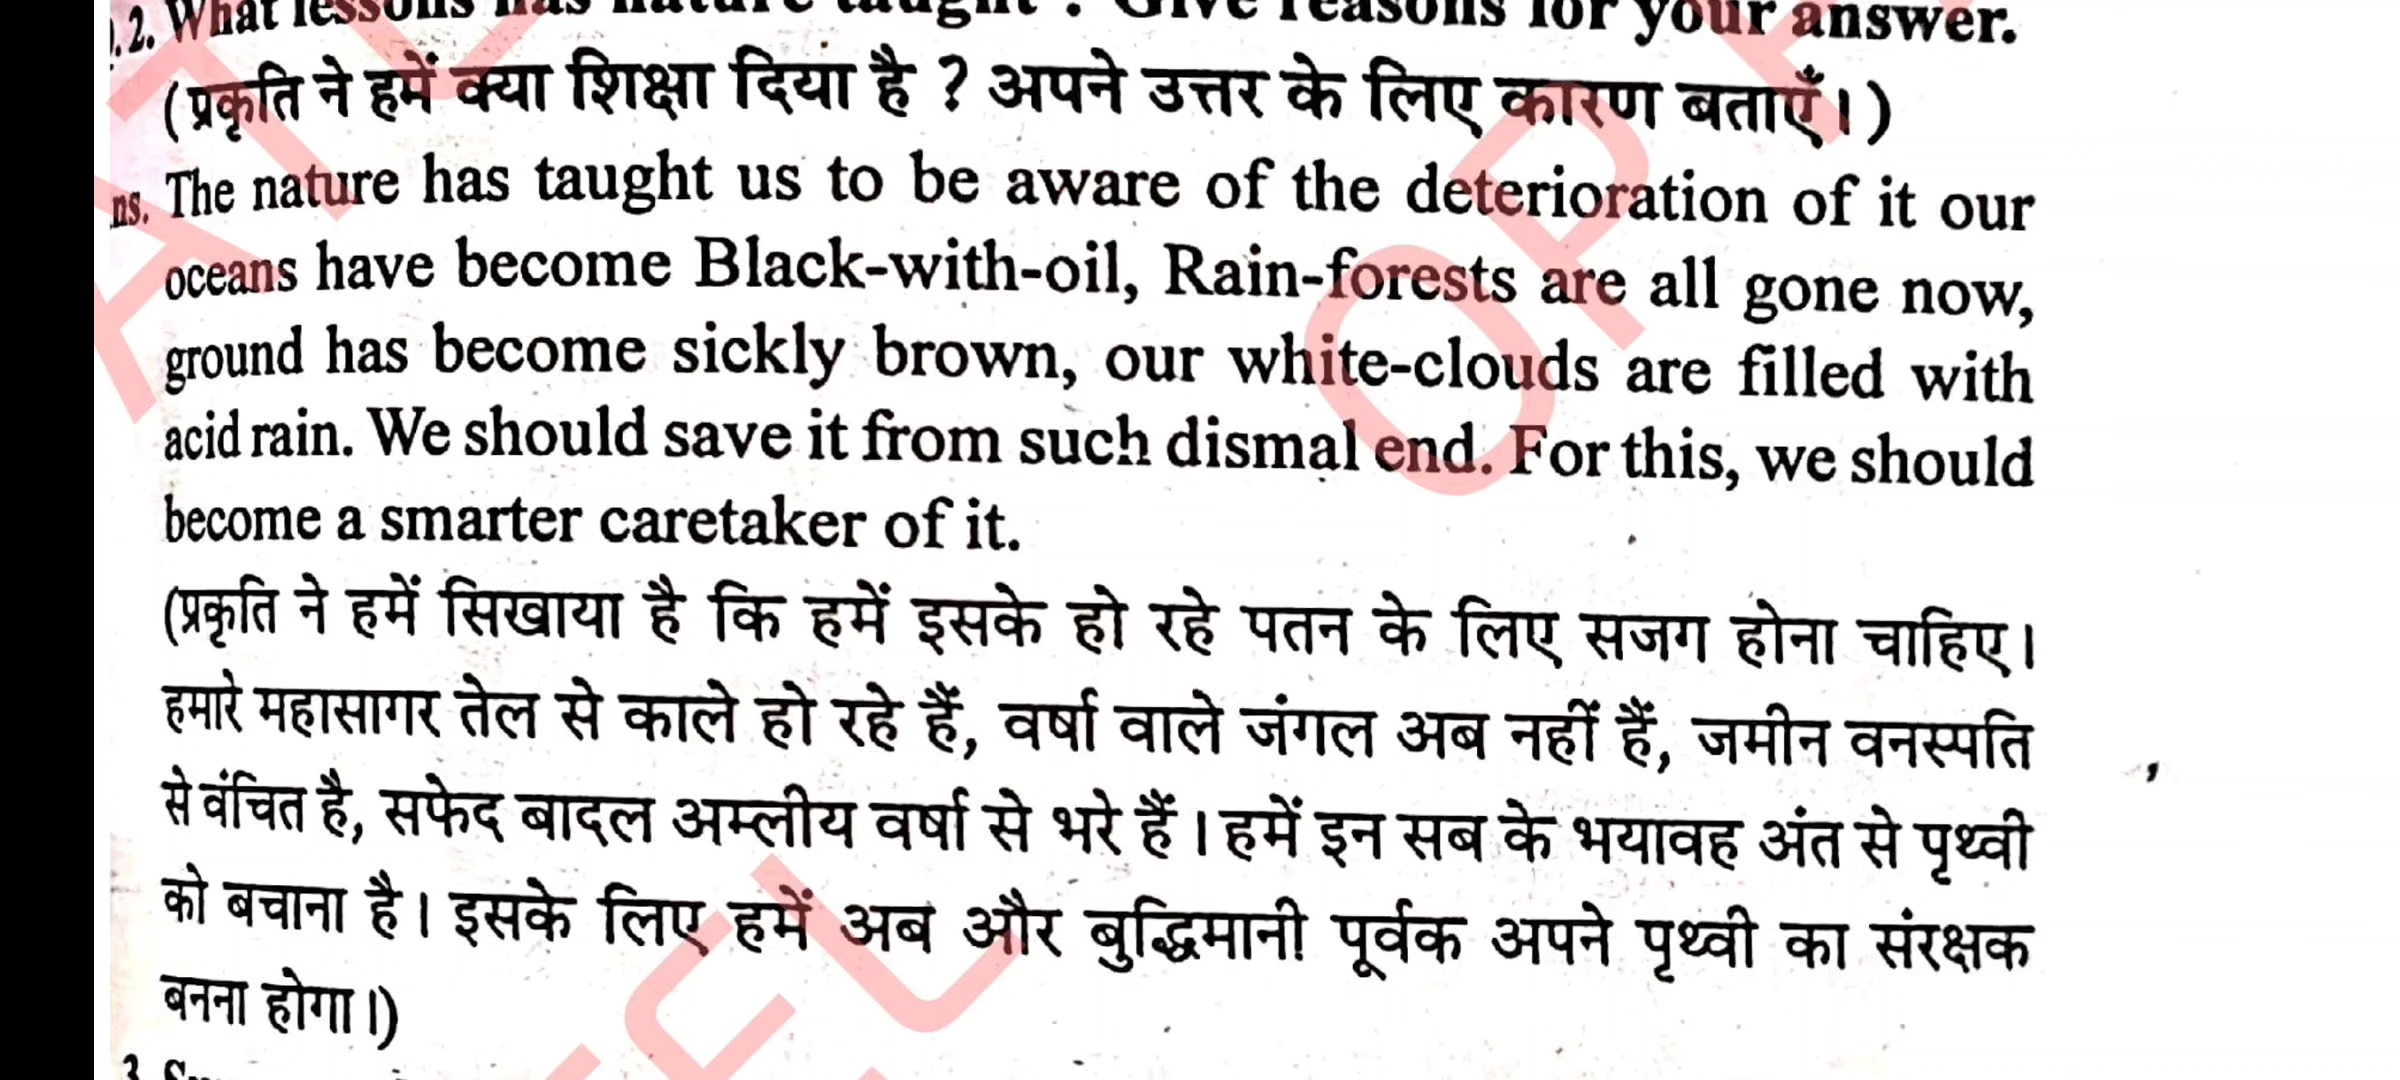 .2. What lessons has nature taught ? Give reasons for your answer.
(प्रकृति ने हमें क्या शिक्षा दिया है ? अपने उत्तर के लिए कारण बताएँ।)
ns. The nature has taught us to be aware of the deterioration of it our
oceans have become Black-with-oil, Rain-forests are all gone now,
ground has become sickly brown, our white-clouds are filled with
acid rain. We should save it from such dismal end. For this, we should
become a smarter caretaker of it.
(प्रकृति ने हमें सिखाया है कि हमें इसके हो रहे पतन के लिए सजग होना चाहिए।
हमारे महासागर तेल से काले हो रहे हैं, वर्षा वाले जंगल अब नहीं हैं, जमीन वनस्पति
से वंचित है, सफेद बादल अम्लीय वर्षा से भरे हैं। हमें इन सब के भयावह अंत से पृथ्वी
को बचाना है। इसके लिए हमें अब और बुद्धिमानी पूर्वक अपने पृथ्वी का संरक्षक
बनना होगा।)